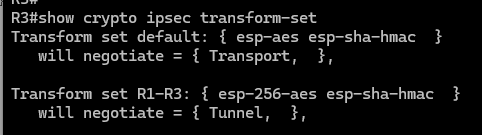 R3#show crypto ipsec transform-set
Transform set default: { esp-aes esp-sha-hmac  }
   will negotiate = { Transport,  },

Transform set R1-R3: { esp-256-aes esp-sha-hmac  }
   will negotiate = { Tunnel,  },